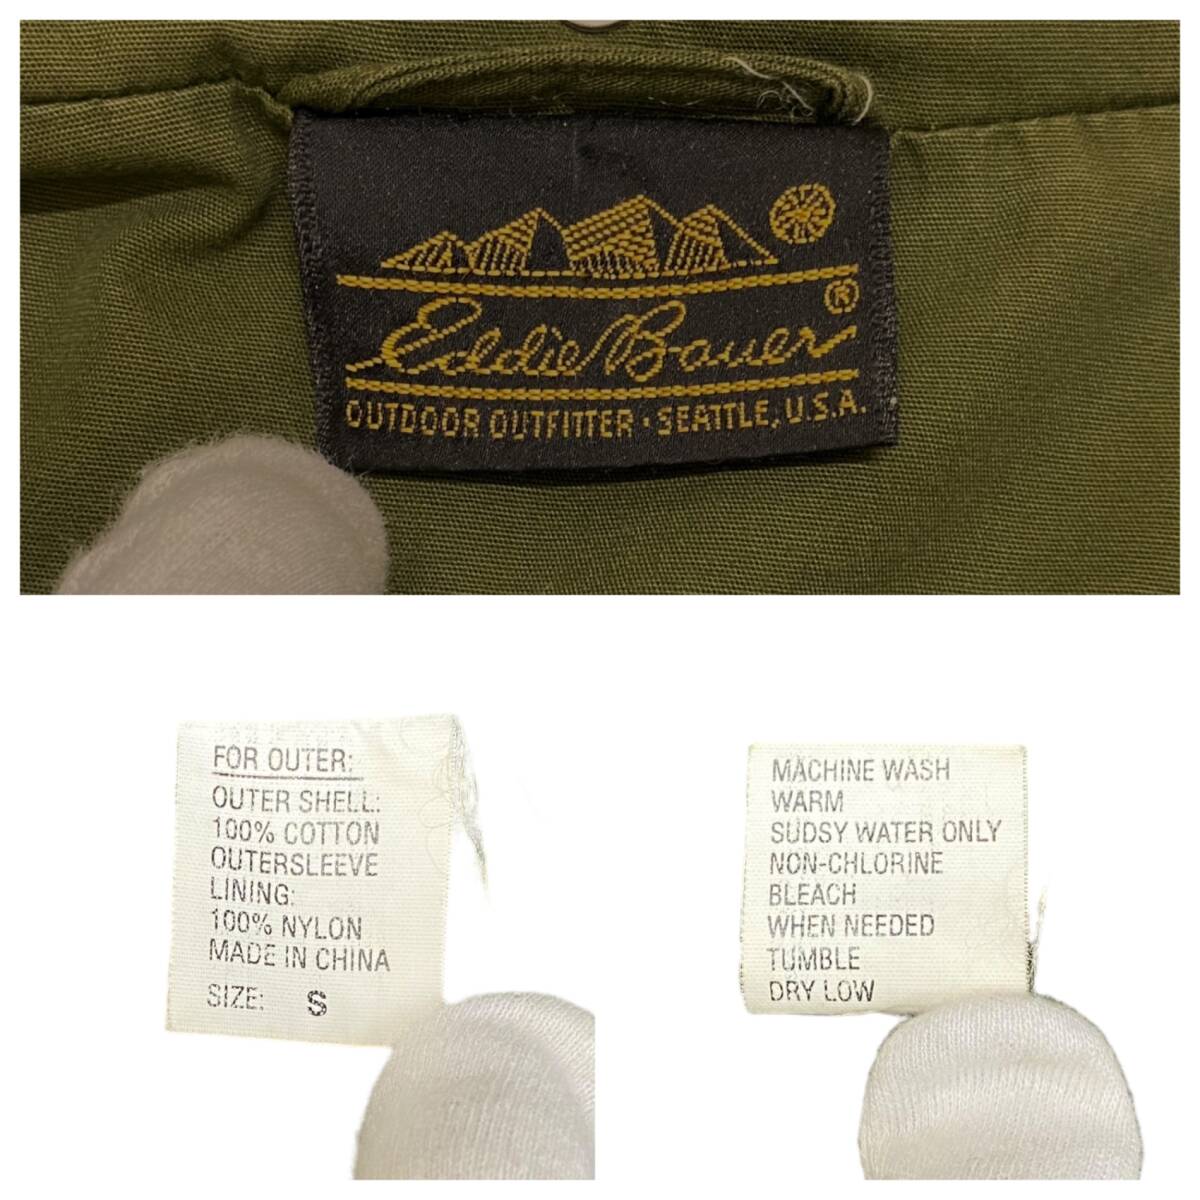 Eddie Bauer®
OUTDOOR OUTFITTER · SEATTLE, U.S.A.
FOR OUTER:
OUTER SHELL:
100% COTTON
OUTERSLEEVE
LINING:
100% NYLON
MADE IN CHINA
SIZE: S
MACHINE WASH
WARM
SUDSY WATER ONLY
NON-CHLORINE
BLEACH
WHEN NEEDED
TUMBLE
DRY LOW